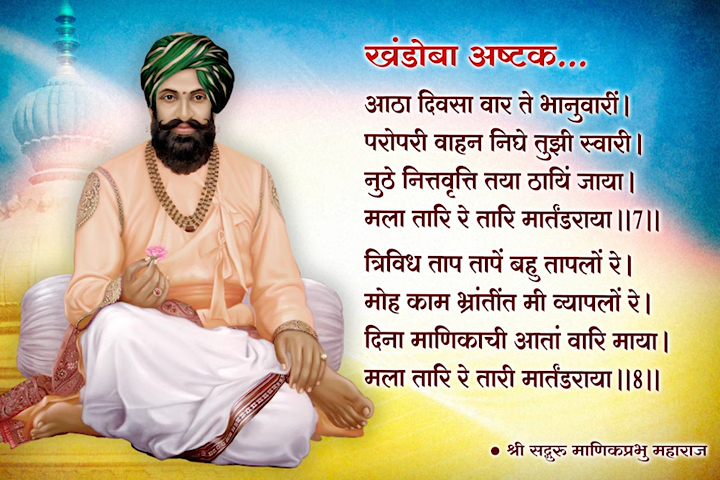 खंडोबा अष्टक...
आठा दिवसा वार ते भानुवारीं।
परोपरी वाहन निघे तुझी स्वारी।
नुठे नित्तवृत्ति तया ठायिं जाया।
मला तारि रे तारि मार्तंडराया॥7॥
त्रिविध ताप तापें बहु तापलों रे।
मोह काम भ्रांतींत मी व्यापलों रे।
दिना माणिकाची आतां वारि माया।
मला तारि रे तारी मार्तंडराया॥8॥
• श्री सद्गुरु माणिकप्रभु महाराज